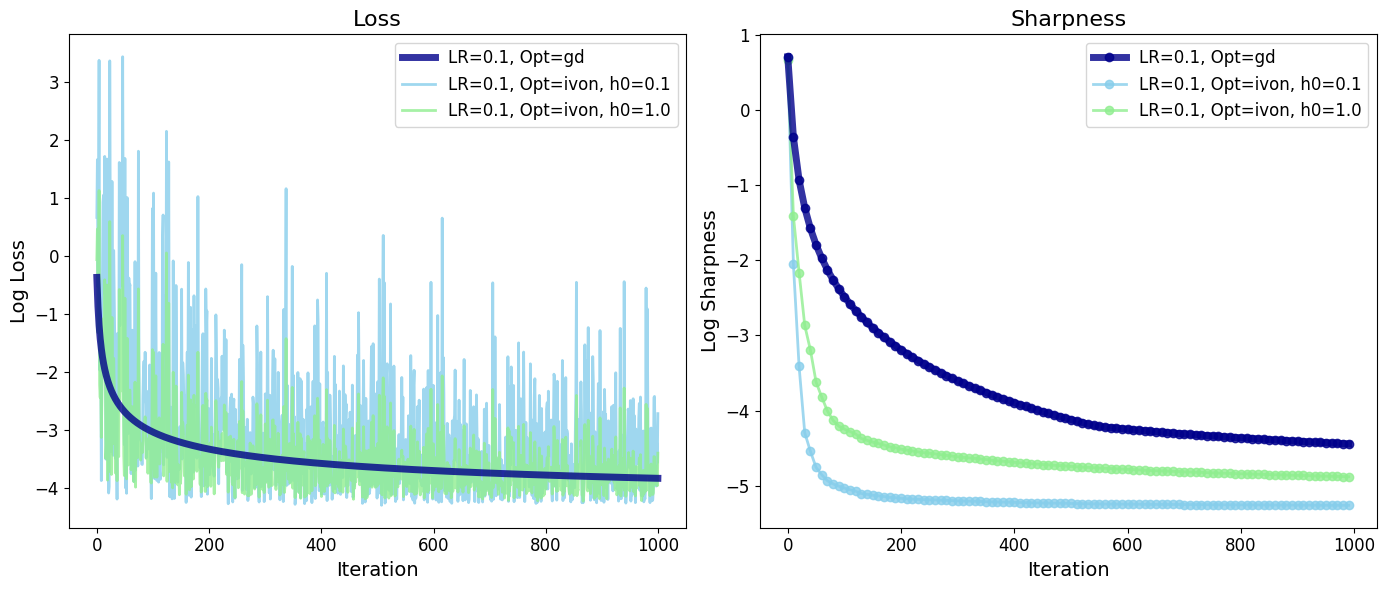 Loss
LR=0.1, Opt=gd
LR=0.1, Opt=ivon, h0=0.1
LR=0.1, Opt=ivon, h0=1.0
Log Loss
3
2
1
0
−1
−2
−3
−4
0
200
400
600
800
1000
Iteration
Sharpness
LR=0.1, Opt=gd
LR=0.1, Opt=ivon, h0=0.1
LR=0.1, Opt=ivon, h0=1.0
Log Sharpness
1
0
−1
−2
−3
−4
−5
0
200
400
600
800
1000
Iteration